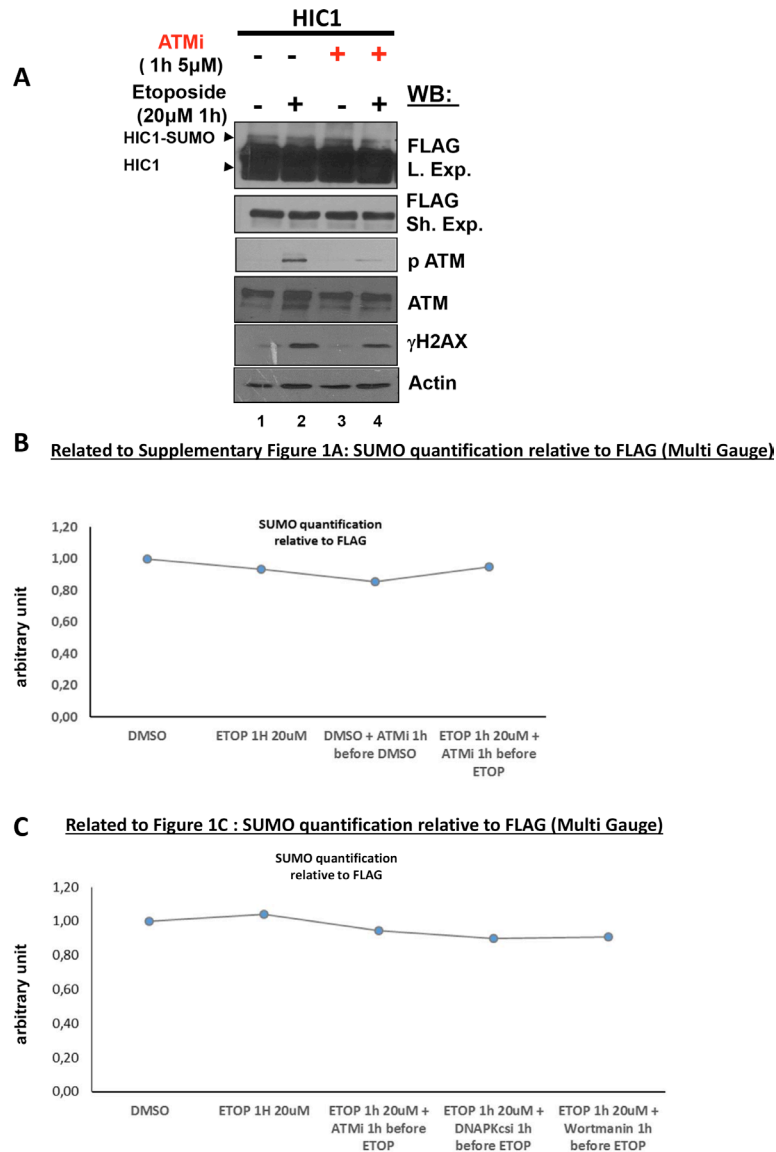 HIC1
ATMi
( 1h 5µM)
- - + +
A
Etoposide
(20µM 1h)
- + - +
WB:
HIC1-SUMO
HIC1
FLAG
L. Exp.
FLAG
Sh. Exp.
p ATM
ATM
γH2AX
Actin
1 2 3 4
B
Related to Supplementary Figure 1A: SUMO quantification relative to FLAG (Multi Gauge)
SUMO quantification
relative to FLAG
arbitrary unit
1,20
1,00
0,80
0,60
0,40
0,20
0,00
DMSO
ETOP 1H 20uM
DMSO + ATMi 1h
before DMSO
ETOP 1h 20uM +
ATMi 1h before
ETOP
C
Related to Figure 1C : SUMO quantification relative to FLAG (Multi Gauge)
SUMO quantification
relative to FLAG
arbitrary unit
1,20
1,00
0,80
0,60
0,40
0,20
0,00
DMSO
ETOP 1H 20uM
ETOP 1h 20uM +
ATMi 1h before
ETOP
ETOP 1h 20uM +
DNAPKcsi 1h
before ETOP
ETOP 1h 20uM +
Wortmanin 1h
before ETOP